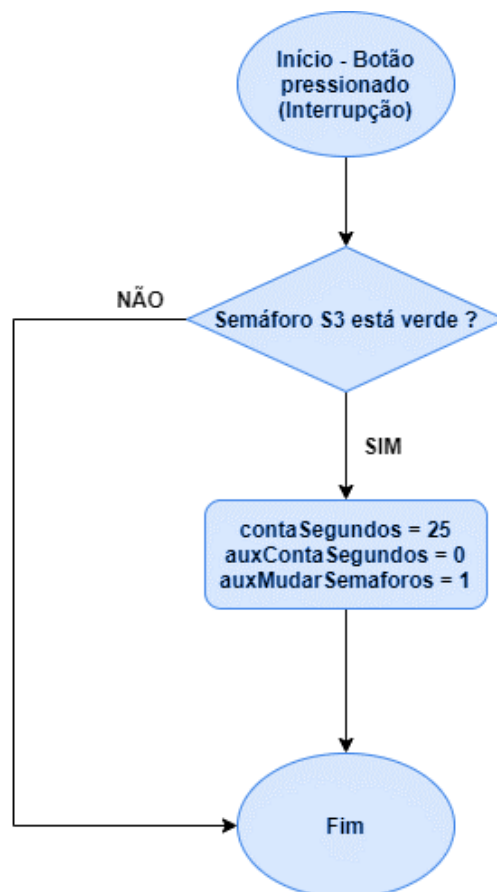 Início - Botão
pressionado
(Interrupção)
NÃO
Semáforo S3 está verde ?
SIM
contaSegundos = 25
auxContaSegundos = 0
auxMudarSemaforos = 1
Fim